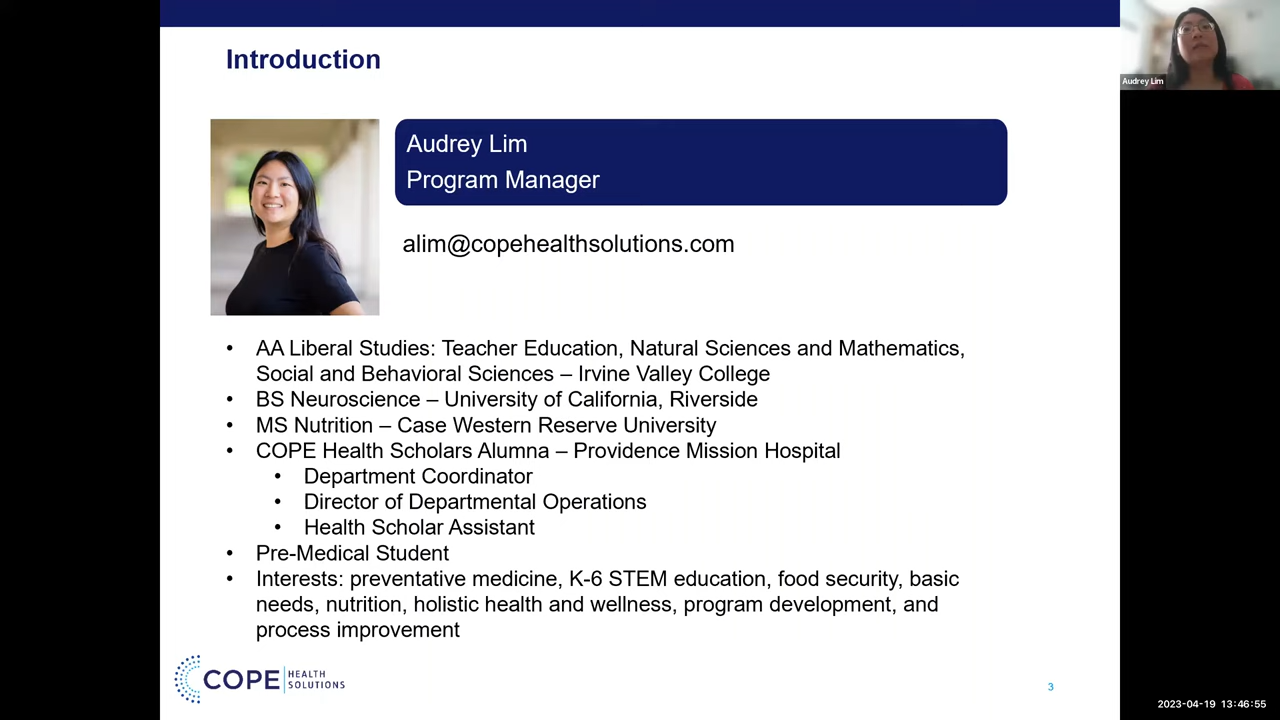 Introduction
Audrey Lim
Audrey Lim
Program Manager
alim@copehealthsolutions.com
• AA Liberal Studies: Teacher Education, Natural Sciences and Mathematics,
Social and Behavioral Sciences – Irvine Valley College
• BS Neuroscience – University of California, Riverside
• MS Nutrition – Case Western Reserve University
• COPE Health Scholars Alumna – Providence Mission Hospital
• Department Coordinator
• Director of Departmental Operations
• Health Scholar Assistant
• Pre-Medical Student
• Interests: preventative medicine, K-6 STEM education, food security, basic
needs, nutrition, holistic health and wellness, program development, and
process improvement
COPE HEALTH
SOLUTIONS
3
2023-04-19 13:46:55